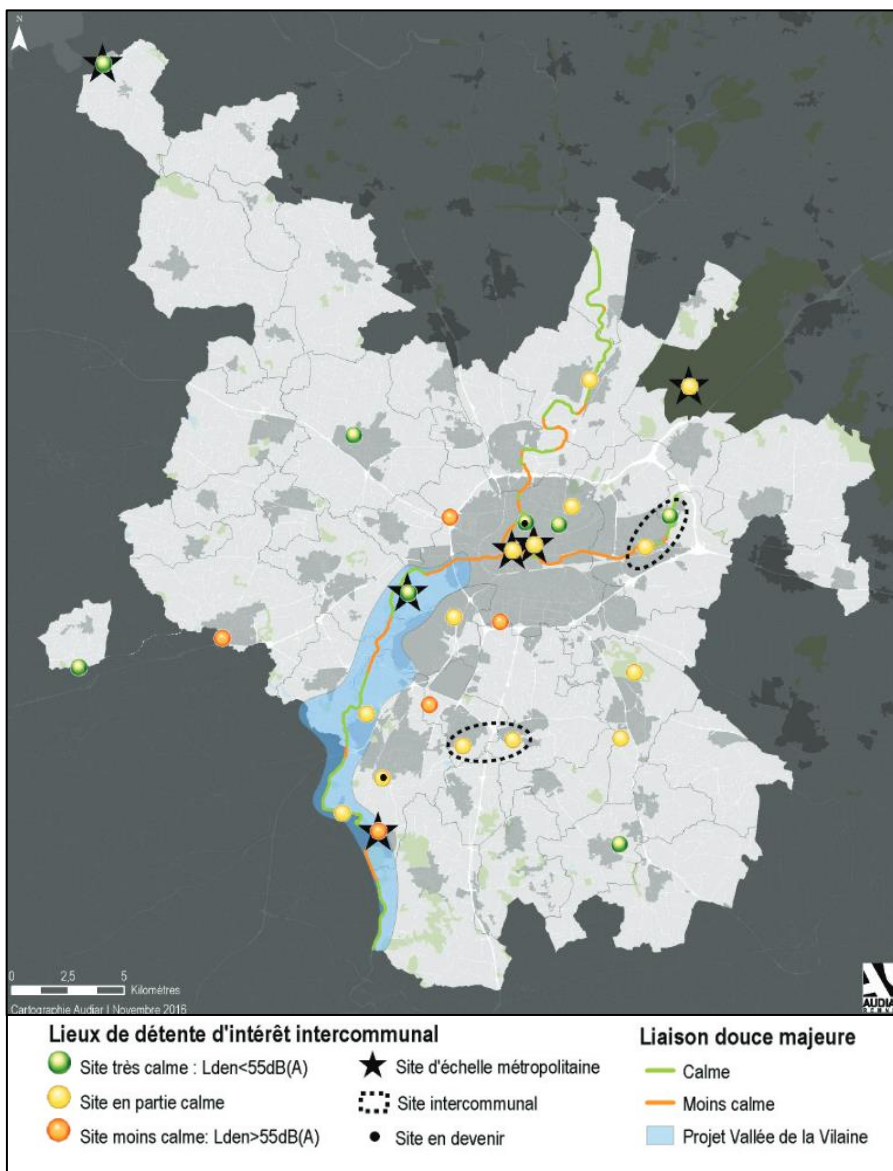 N
0 2,5 5
Kilomètres
Cartographie Audiar I Novembre 2016
Lieux de détente d'intérêt intercommunal
Site très calme : Lden<55dB(A)
Site en partie calme
Site moins calme: Lden>55dB(A)
Site d'échelle métropolitaine
Site intercommunal
Site en devenir
Liaison douce majeure
Calme
Moins calme
Projet Vallée de la Vilaine